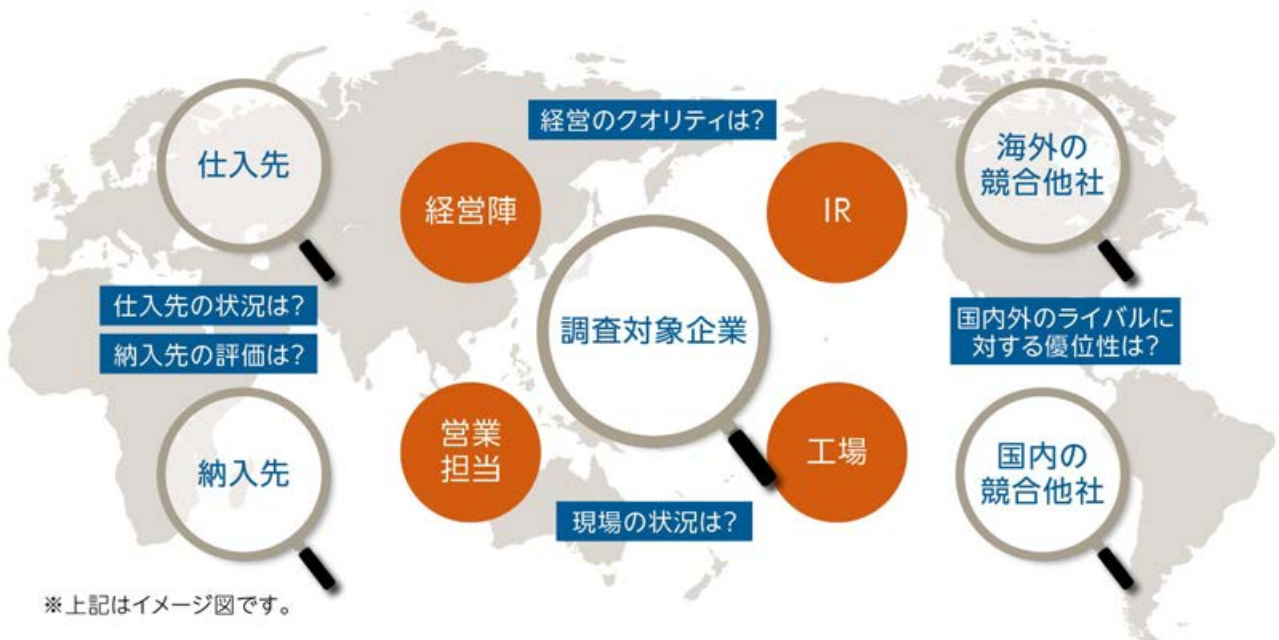 経営のクオリティは?
仕入先
経営陣
IR
海外の
競合他社
仕入先の状況は?
納入先の評価は?
調査対象企業
国内外のライバルに
対する優位性は?
納入先
営業
担当
工場
国内の
競合他社
現場の状況は?
※上記はイメージ図です。